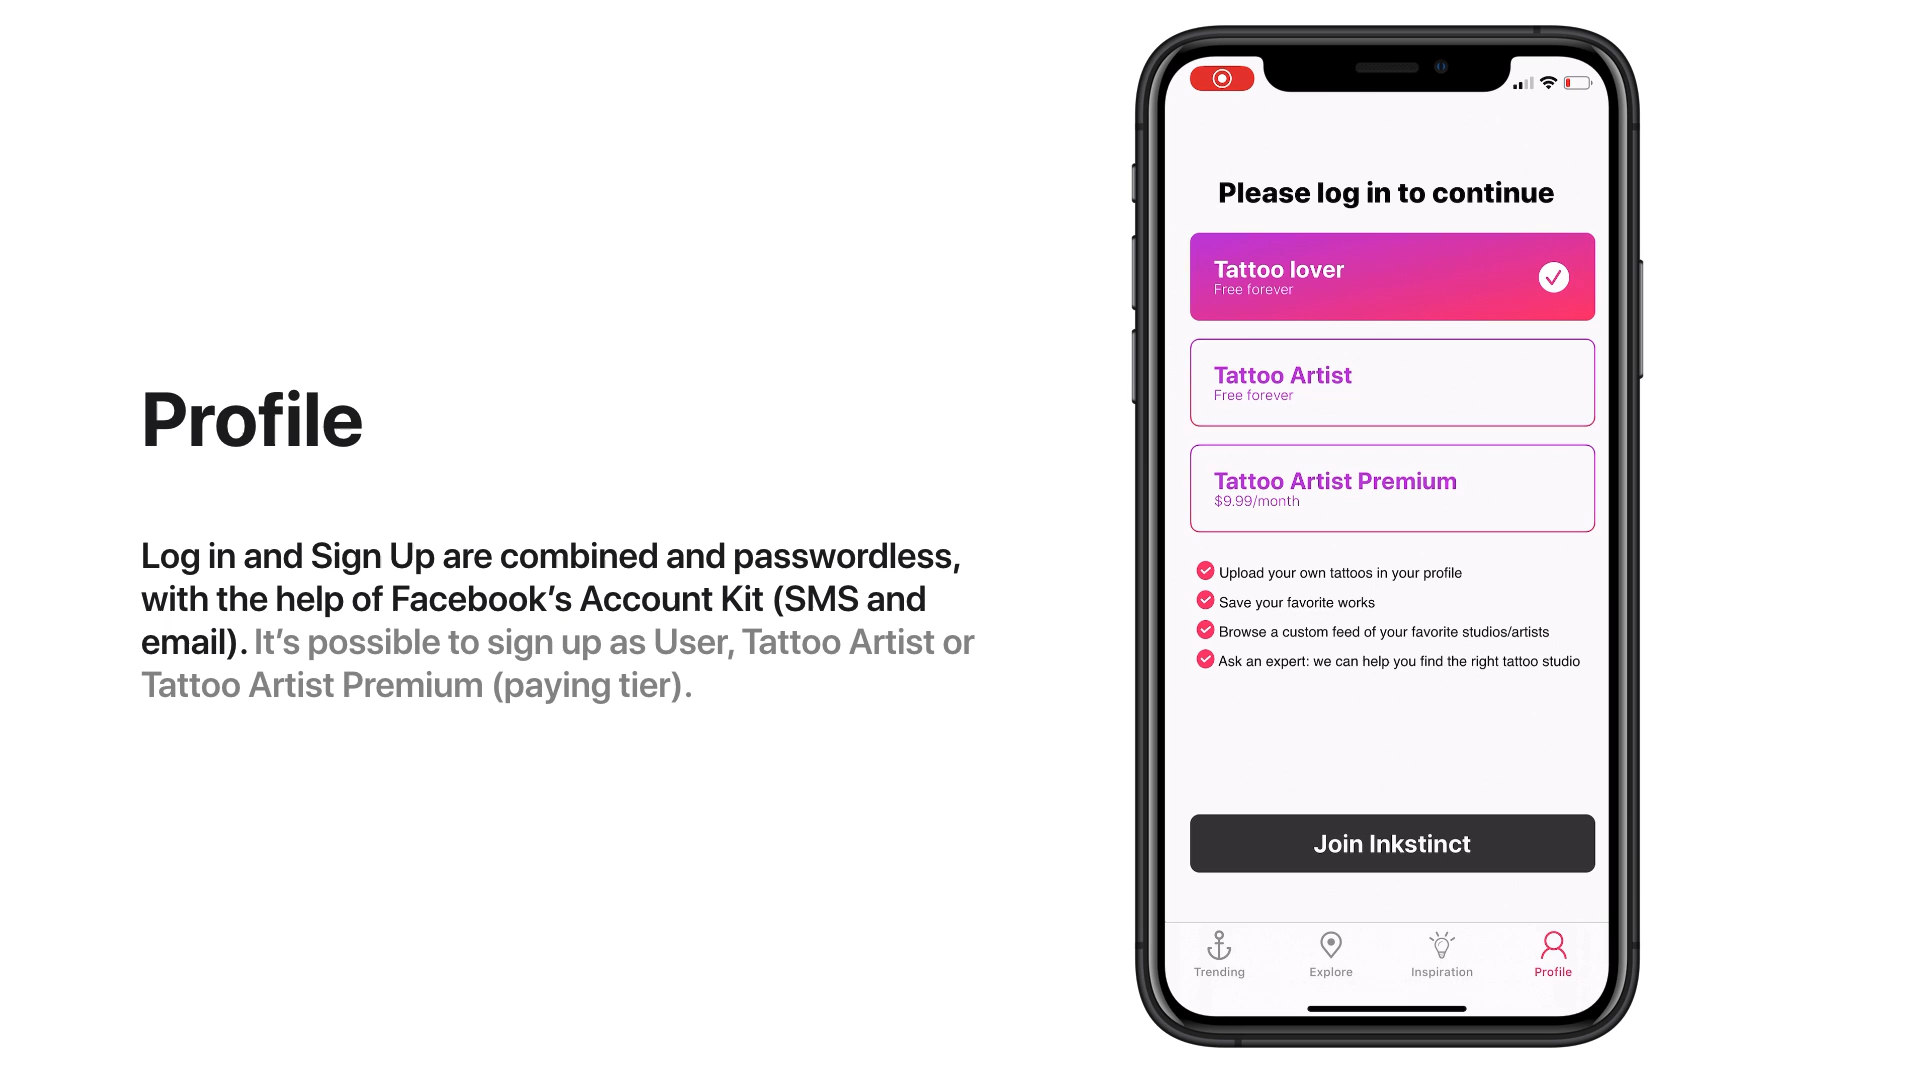 Profile
Log in and Sign Up are combined and passwordless,
with the help of Facebook’s Account Kit (SMS and
email). It’s possible to sign up as User, Tattoo Artist or
Tattoo Artist Premium (paying tier).
Please log in to continue
Tattoo lover
Free forever
Tattoo Artist
Free forever
Tattoo Artist Premium
$9.99/month
Upload your own tattoos in your profile
Save your favorite works
Browse a custom feed of your favorite studios/artists
Ask an expert: we can help you find the right tattoo studio
Join Inkstinct
Trending
Explore
Inspiration
Profile